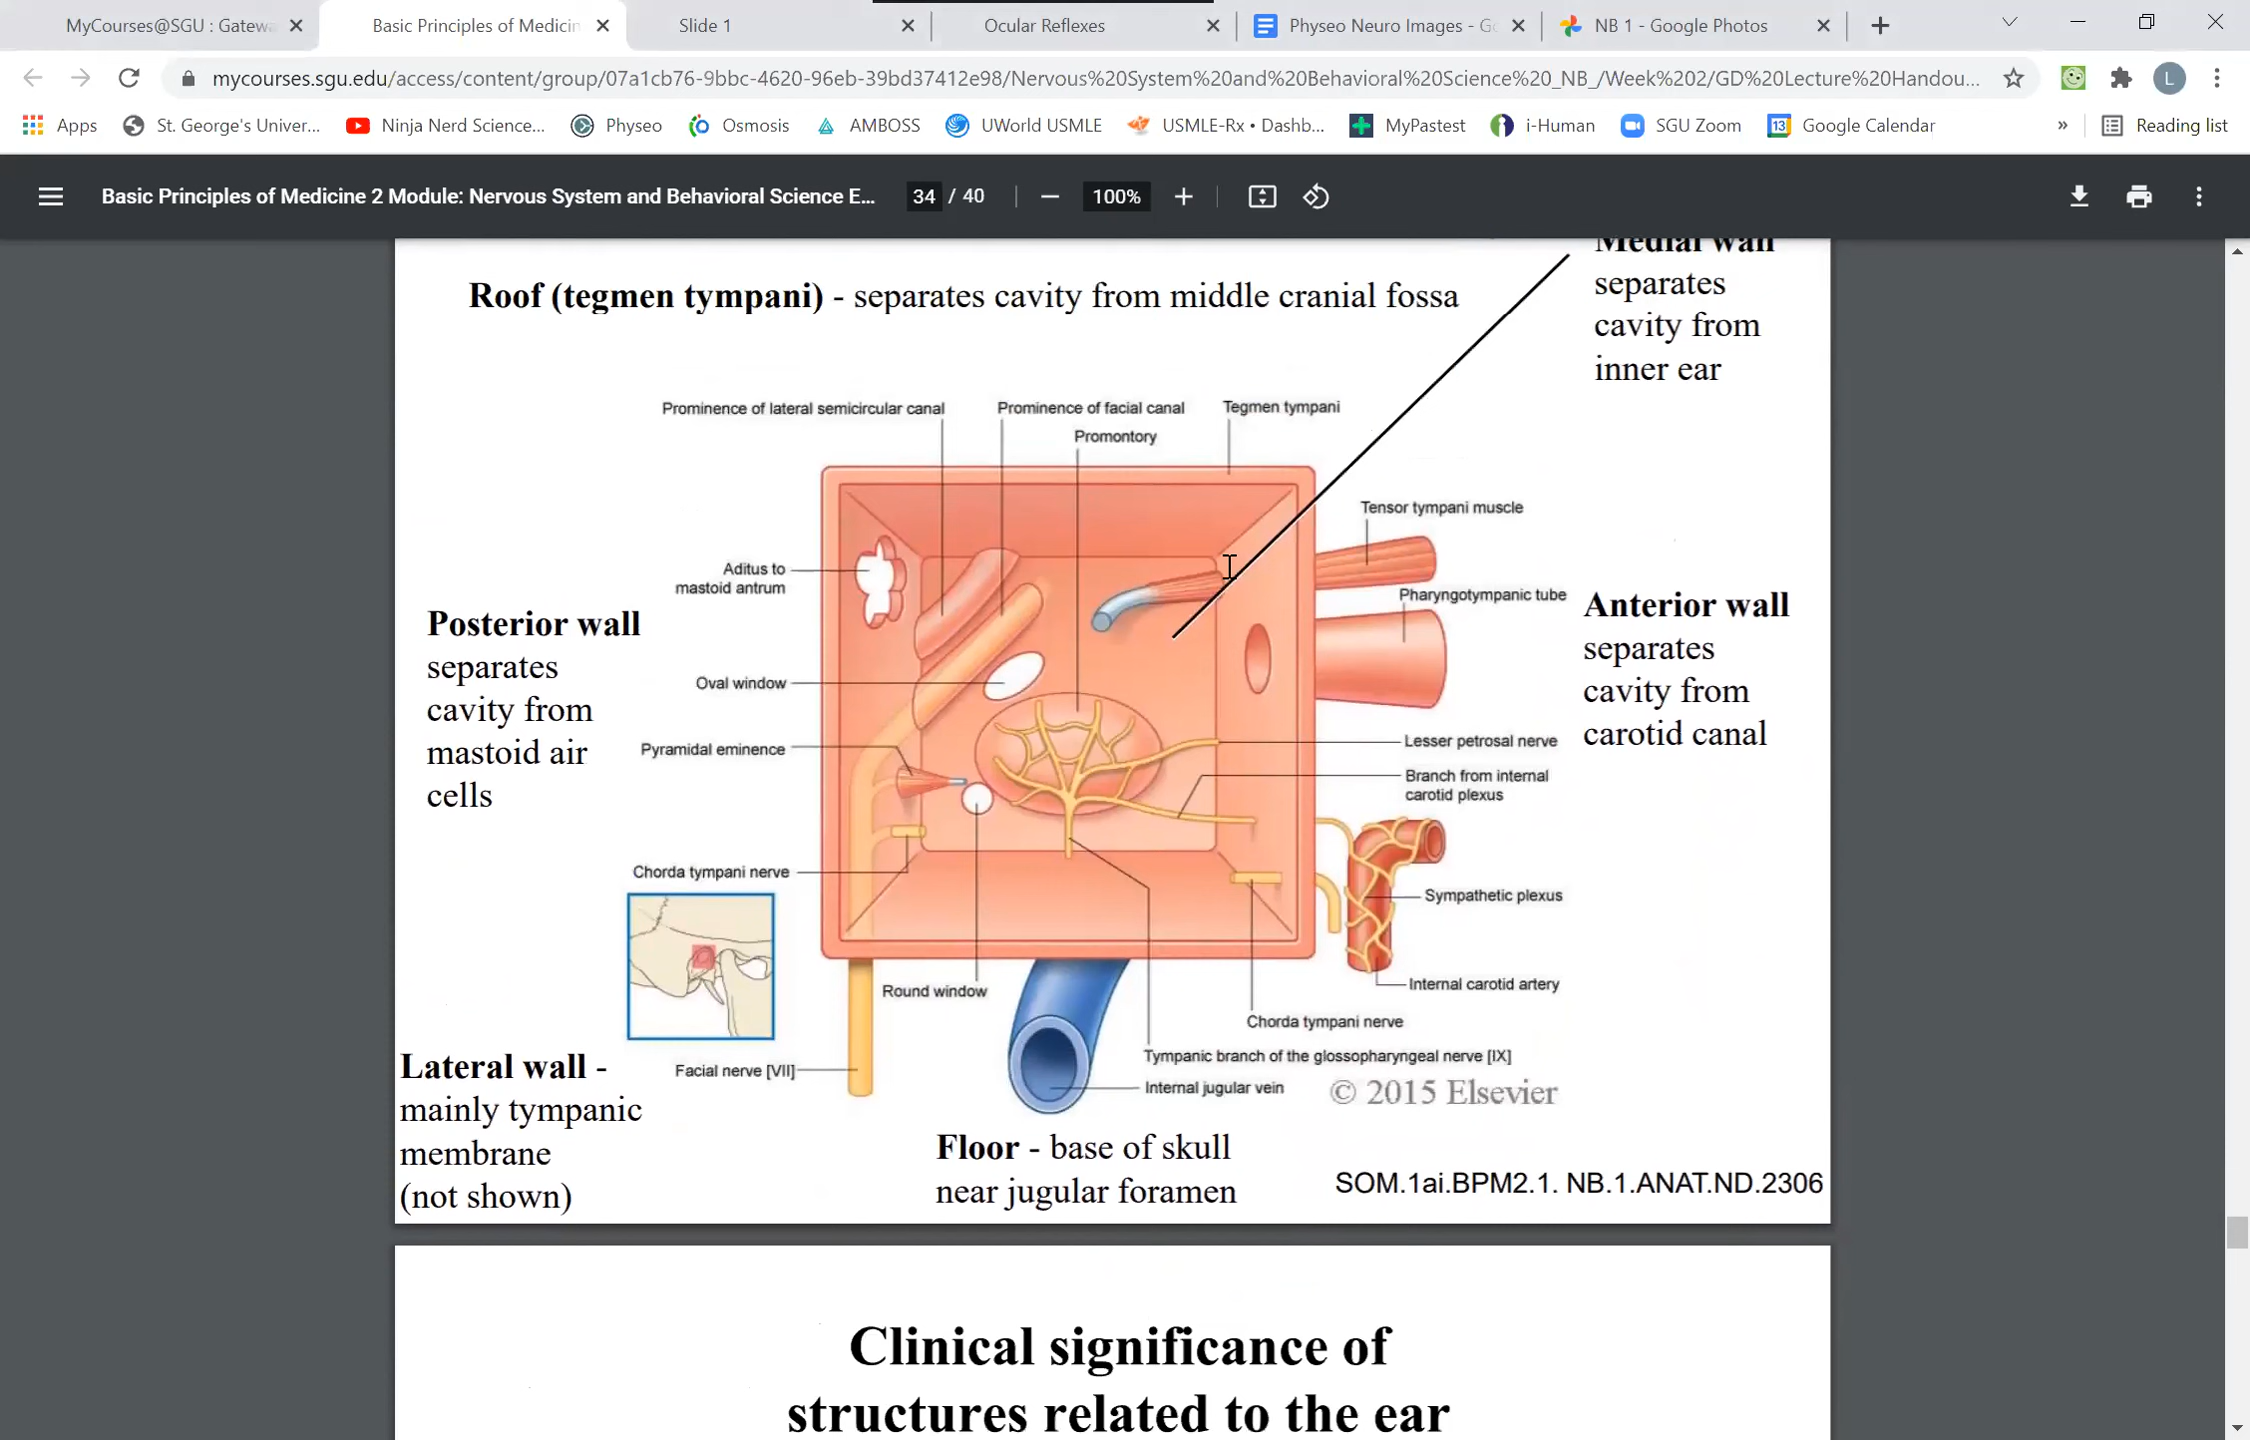 MyCourses@SGU : Gatewa
Basic Principles of Medicin
Slide 1
Ocular Reflexes
Physeo Neuro Images - Go
NB 1 - Google Photos
mycourses.sgu.edu/access/content/group/07a1cb76-9bbc-4620-96eb-39bd37412e98/Nervous%20System%20and%20Behavioral%20Science%20_NB_/Week%202/GD%20Lecture%20Handou...
L
Apps
St. George's Univer...
Ninja Nerd Science...
Physeo
Osmosis
AMBOSS
UWorld USMLE
USMLE-Rx • Dashb...
MyPastest
i-Human
SGU Zoom
13
Google Calendar
»
Reading list
Basic Principles of Medicine 2 Module: Nervous System and Behavioral Science E...
34 / 40
100%
Medial wall
separates
cavity from
inner ear
Roof (tegmen tympani) - separates cavity from middle cranial fossa
Prominence of lateral semicircular canal
Prominence of facial canal
Tegmen tympani
Promontory
Tensor tympani muscle
Aditus to
mastoid antrum
Pharyngotympanic tube
Anterior wall
separates
cavity from
carotid canal
Posterior wall
separates
cavity from
mastoid air
cells
Oval window
Pyramidal eminence
Lesser petrosal nerve
Branch from internal
carotid plexus
Chorda tympani nerve
Sympathetic plexus
Internal carotid artery
Round window
Chorda tympani nerve
Tympanic branch of the glossopharyngeal nerve [IX]
Facial nerve [VII]
Internal jugular vein
© 2015 Elsevier
Lateral wall -
mainly tympanic
membrane
(not shown)
Floor - base of skull
near jugular foramen
SOM.1ai.BPM2.1. NB.1.ANAT.ND.2306
Clinical significance of
structures related to the ear